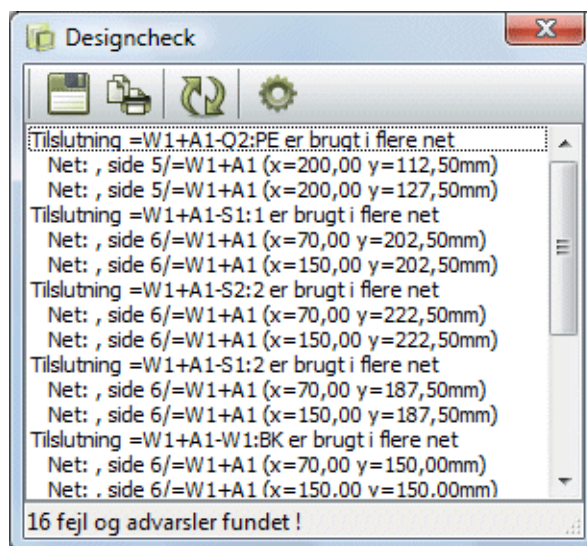 Designcheck
Tilslutning =W1+A1-Q2:PE er brugt i flere net
Net: , side 5/=W1+A1 (x=200,00 y=112,50mm)
Net: , side 5/=W1+A1 (x=200,00 y=127,50mm)
Tilslutning =W1+A1-S1:1 er brugt i flere net
Net: , side 6/=W1+A1 (x=70,00 y=202,50mm)
Net: , side 6/=W1+A1 (x=150,00 y=202,50mm)
Tilslutning =W1+A1-S2:2 er brugt i flere net
Net: , side 6/=W1+A1 (x=70,00 y=222,50mm)
Net: , side 6/=W1+A1 (x=150,00 y=222,50mm)
Tilslutning =W1+A1-S1:2 er brugt i flere net
Net: , side 6/=W1+A1 (x=70,00 y=187,50mm)
Net: , side 6/=W1+A1 (x=150,00 y=187,50mm)
Tilslutning =W1+A1-W1:BK er brugt i flere net
Net: , side 6/=W1+A1 (x=70,00 y=150,00mm)
Net: , side 6/=W1+A1 (x=150,00 y=150,00mm)
16 fejl og advarsler fundet !